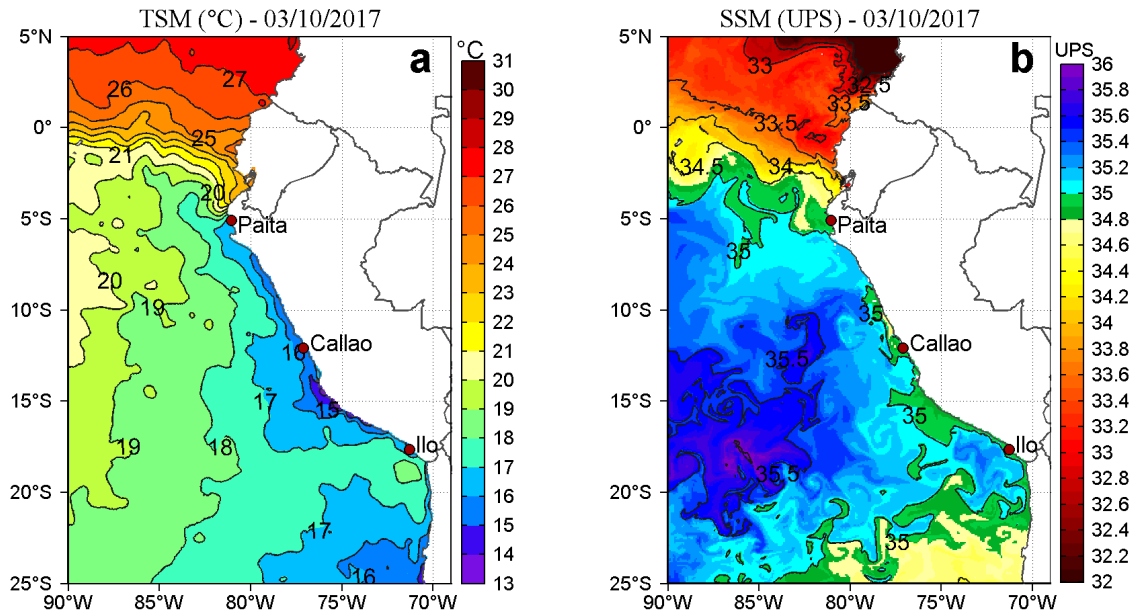 TSM (°C) - 03/10/2017
a
5°N
0°
5°S
10°S
15°S
20°S
25°S
90°W
85°W
80°W
75°W
70°W
27
26
25
21
20
20
19
19
18
17
16
15
17
16
Paita
Callao
Ilo
°C
31
30
29
28
27
26
25
24
23
22
21
20
19
18
17
16
15
14
13
SSM (UPS) - 03/10/2017
b
5°N
0°
5°S
10°S
15°S
20°S
25°S
90°W
85°W
80°W
75°W
70°W
33
32.5
33.5
33.5
34
34.5
35
35
35.5
35
35.5
35
Paita
Callao
Ilo
UPS
36
35.8
35.6
35.4
35.2
35
34.8
34.6
34.4
34.2
34
33.8
33.6
33.4
33.2
33
32.8
32.6
32.4
32.2
32.0